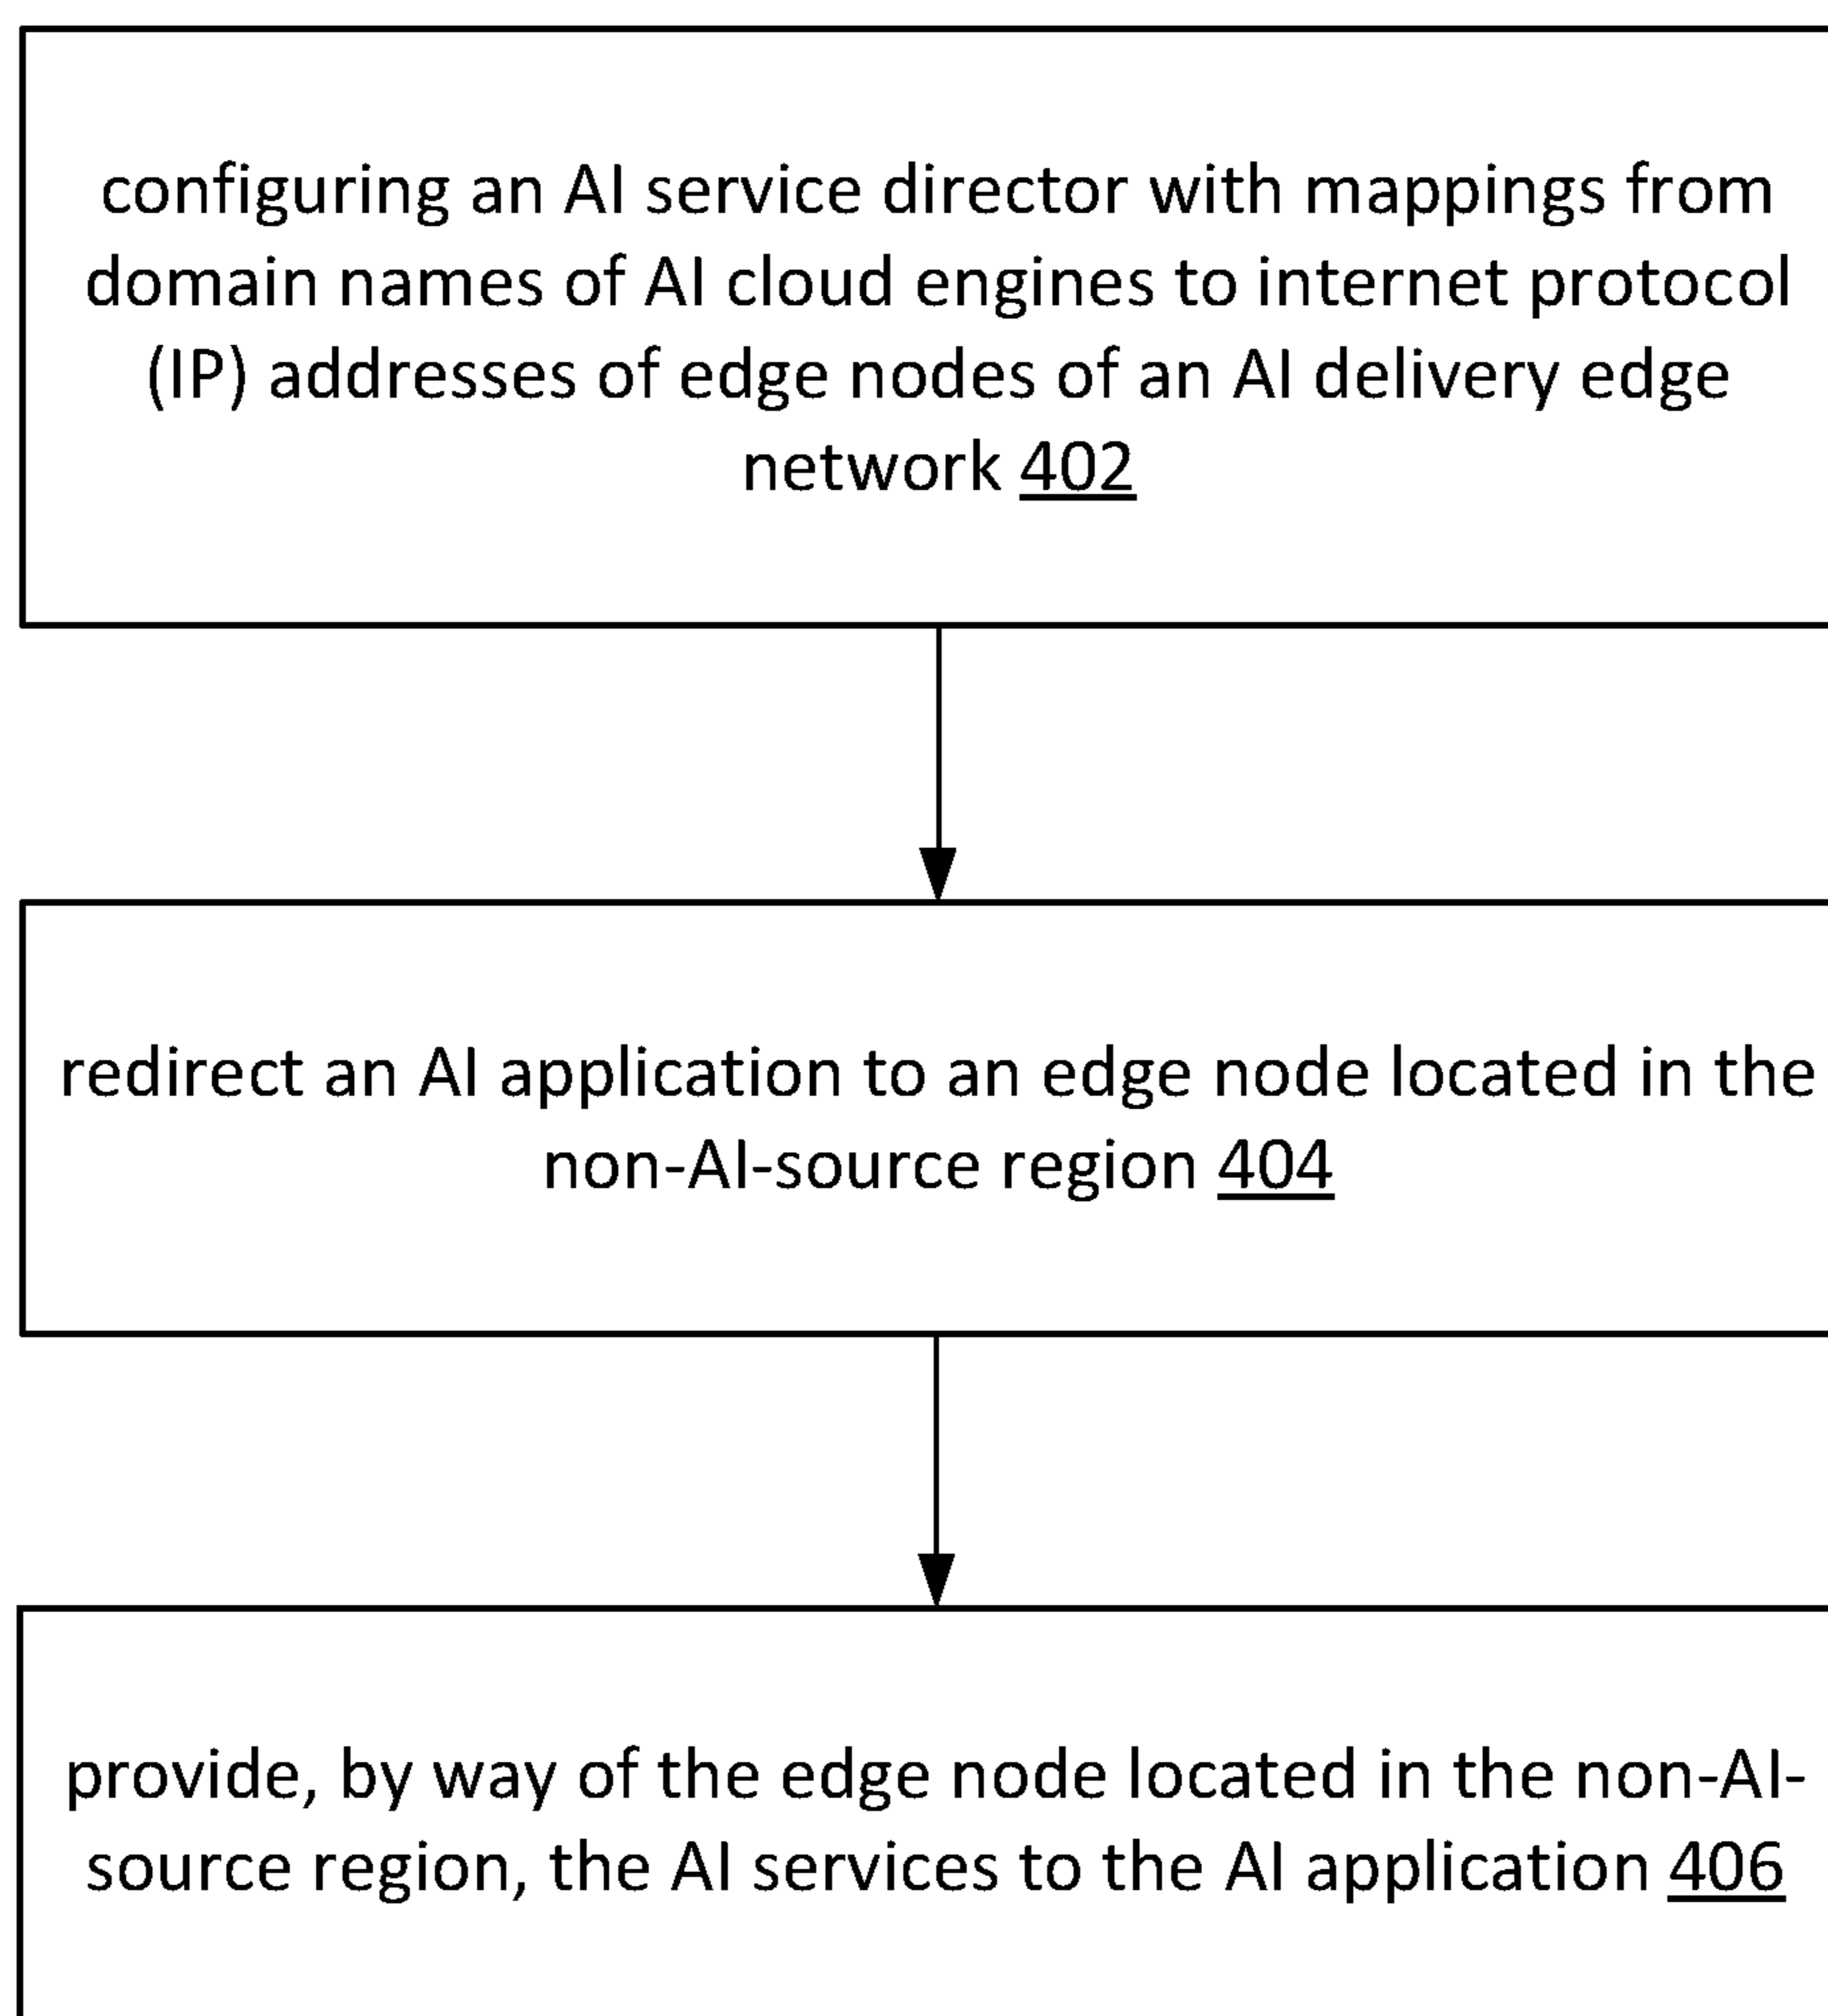 configuring an AI service director with mappings from
domain names of AI cloud engines to internet protocol
(IP) addresses of edge nodes of an AI delivery edge
network 402
redirect an AI application to an edge node located in the
non-AI-source region 404
provide, by way of the edge node located in the non-AI-
source region, the AI services to the AI application 406